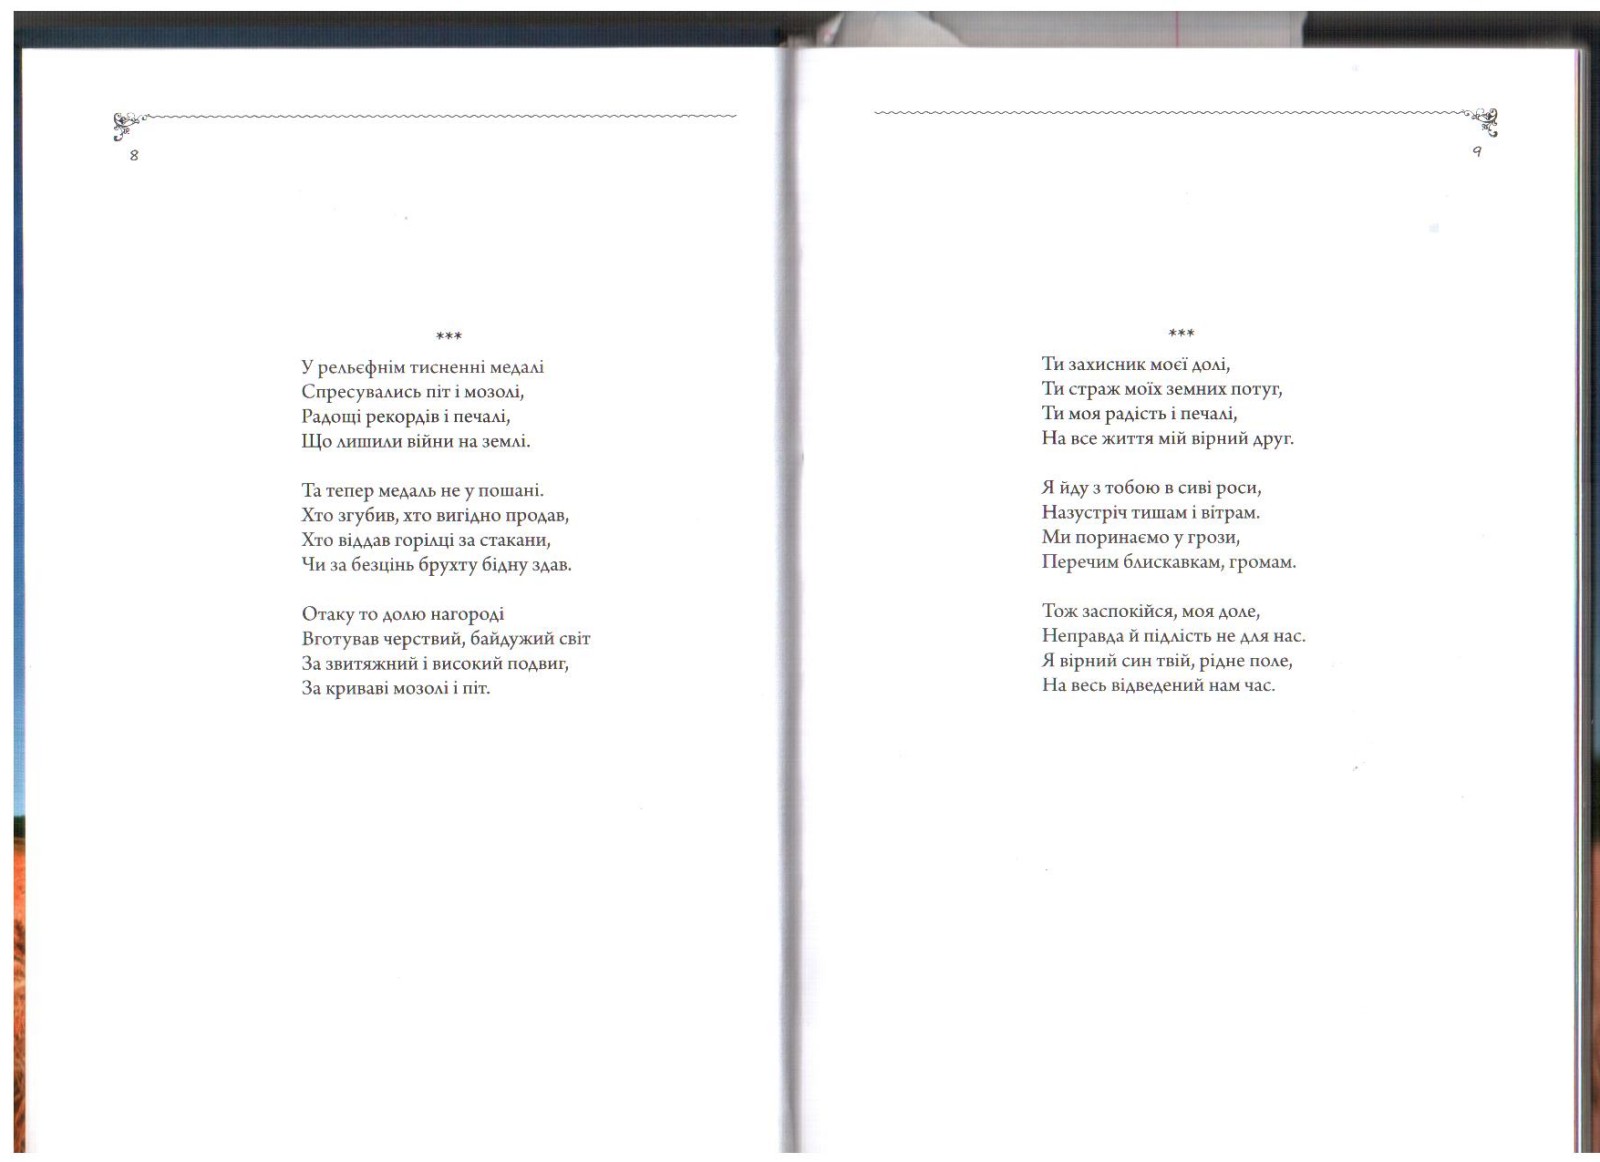 8
***
У рельєфнім тисненні медалі
Спресувались піт і мозолі,
Радощі рекордів і печалі,
Що лишили війни на землі.
Та тепер медаль не у пошані.
Хто згубив, хто вигідно продав,
Хто віддав горілці за стакани,
Чи за безцінь брухту бідну здав.
Отаку то долю нагороді
Вготував черствий, байдужий світ
За звитяжний і високий подвиг,
За криваві мозолі і піт.
9
***
Ти захисник моєї долі,
Ти страж моїх земних потуг,
Ти моя радість і печалі,
На все життя мій вірний друг.
Я йду з тобою в сиві роси,
Назустріч тишам і вітрам.
Ми поринаємо у грози,
Перечим блискавкам, громам.
Тож заспокійся, моя доле,
Неправда й підлість не для нас.
Я вірний син твій, рідне поле,
На весь відведений нам час.